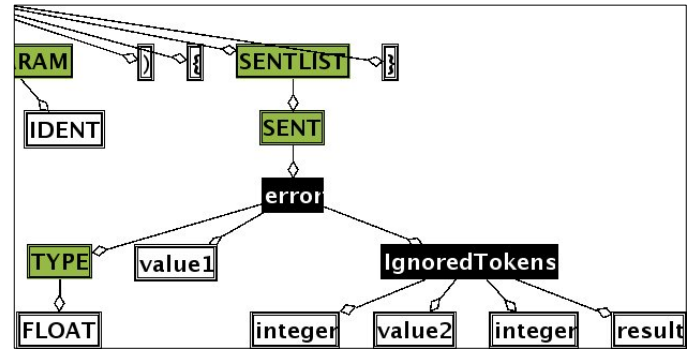 .RAM ) { SENTLIST }
IDENT
SENT
error
TYPE value1 IgnoredTokens
FLOAT integer value2 integer result